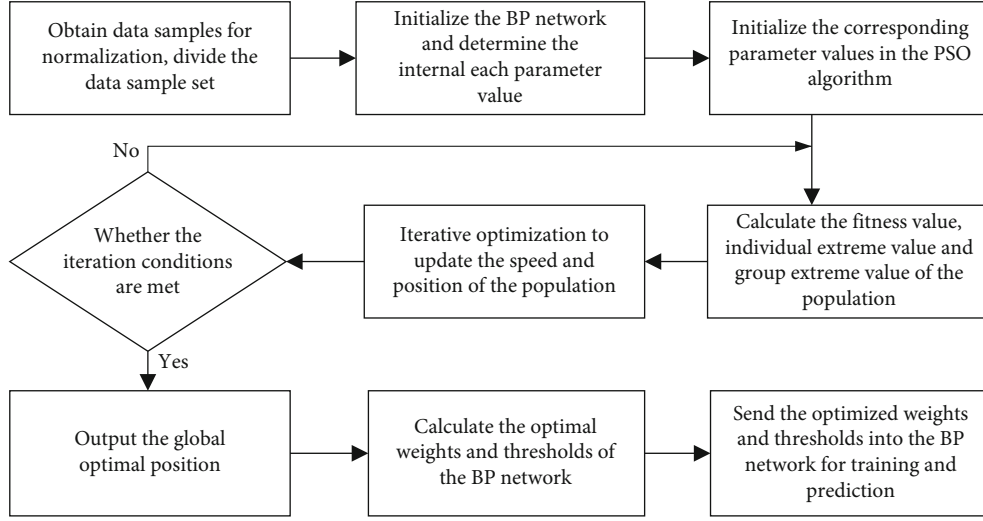 Obtain data samples for
normalization, divide the
data sample set
Initialize the BP network
and determine the
internal each parameter
value
Initialize the corresponding
parameter values in the PSO
algorithm
No
Whether the
iteration conditions
are met
Iterative optimization to
update the speed and
position of the population
Calculate the fitness value,
individual extreme value and
group extreme value of the
population
Yes
Output the global
optimal position
Calculate the optimal
weights and thresholds of
the BP network
Send the optimized weights
and thresholds into the BP
network for training and
prediction